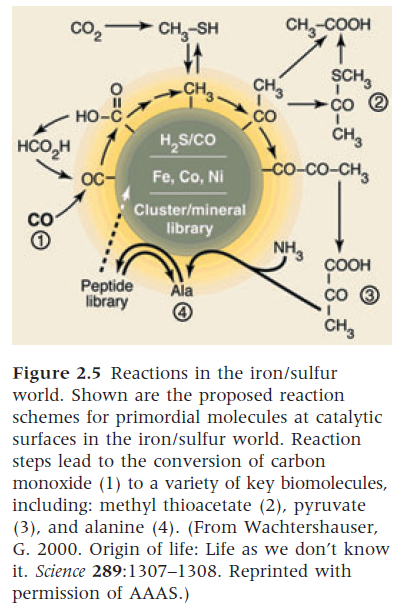 CO₂
CH₃-SH
CH₃-COOH
O
HO-C
CH₃
CH₃
CO
SCH₃
CO ②
CH₃
HCO₂H
OC-
H₂S/CO
Fe, Co, Ni
Cluster/mineral
library
-CO-CO-CH₃
CO
①
NH₃
Peptide
library
Ala
④
COOH
CO ③
CH₃
Figure 2.5 Reactions in the iron/sulfur
world. Shown are the proposed reaction
schemes for primordial molecules at catalytic
surfaces in the iron/sulfur world. Reaction
steps lead to the conversion of carbon
monoxide (1) to a variety of key biomolecules,
including: methyl thioacetate (2), pyruvate
(3), and alanine (4). (From Wachtershauser,
G. 2000. Origin of life: Life as we don’t know
it. Science 289:1307–1308. Reprinted with
permission of AAAS.)